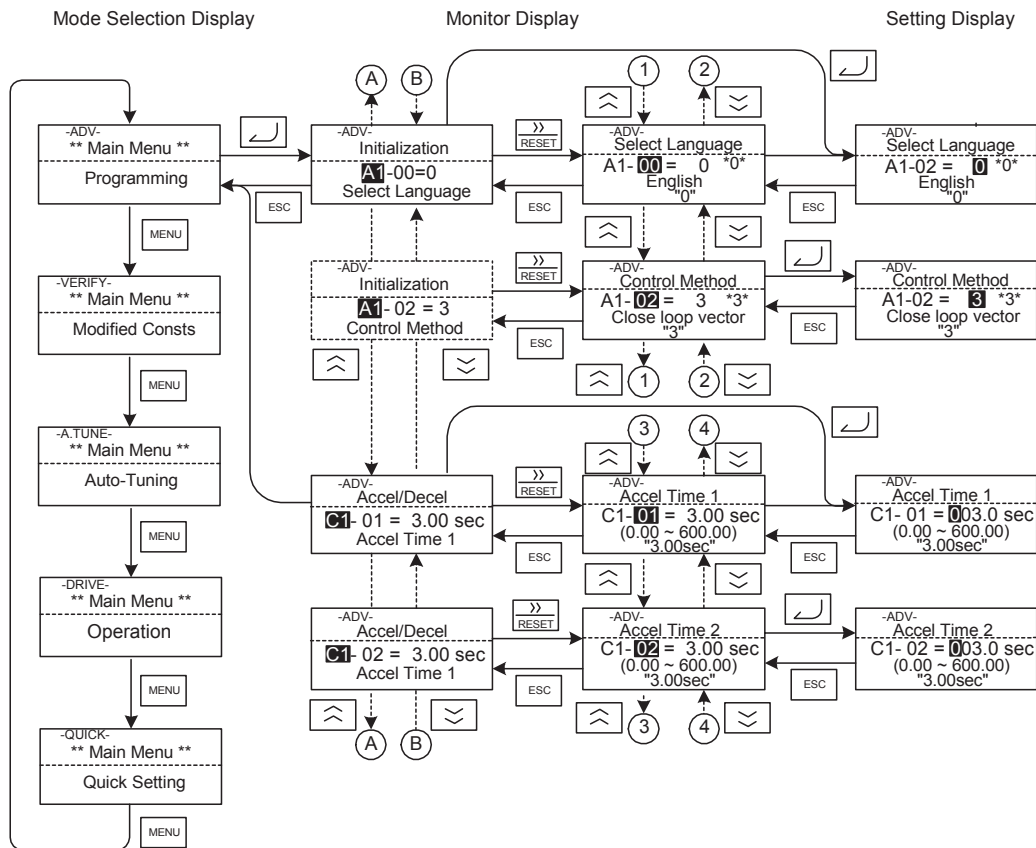 Mode Selection Display
Monitor Display
Setting Display
A
B
1
2
-ADV-
** Main Menu **
Programming
-ADV-
Initialization
A1-00=0
Select Language
RESET
-ADV-
Select Language
A1- 00 = 0 *0*
English
"0"
-ADV-
Select Language
A1-02 = 0 *0*
English
"0"
ESC
ESC
ESC
MENU
-VERIFY-
** Main Menu **
Modified Consts
-ADV-
Initialization
A1- 02 = 3
Control Method
RESET
-ADV-
Control Method
A1- 02 = 3 *3*
Close loop vector
"3"
-ADV-
Control Method
A1-02 = 3 *3*
Close loop vector
"3"
ESC
ESC
1
2
MENU
-A.TUNE-
** Main Menu **
Auto-Tuning
3
4
-ADV-
Accel/Decel
C1- 01 = 3.00 sec
Accel Time 1
RESET
-ADV-
Accel Time 1
C1- 01 = 3.00 sec
(0.00 ~ 600.00)
"3.00sec"
-ADV-
Accel Time 1
C1- 01 = 003.0 sec
(0.00 ~ 600.00)
"3.00sec"
ESC
ESC
MENU
-DRIVE-
** Main Menu **
Operation
-ADV-
Accel/Decel
C1- 02 = 3.00 sec
Accel Time 1
RESET
-ADV-
Accel Time 2
C1- 02 = 3.00 sec
(0.00 ~ 600.00)
"3.00sec"
-ADV-
Accel Time 2
C1- 02 = 003.0 sec
(0.00 ~ 600.00)
"3.00sec"
ESC
ESC
MENU
A
B
3
4
-QUICK-
** Main Menu **
Quick Setting
MENU